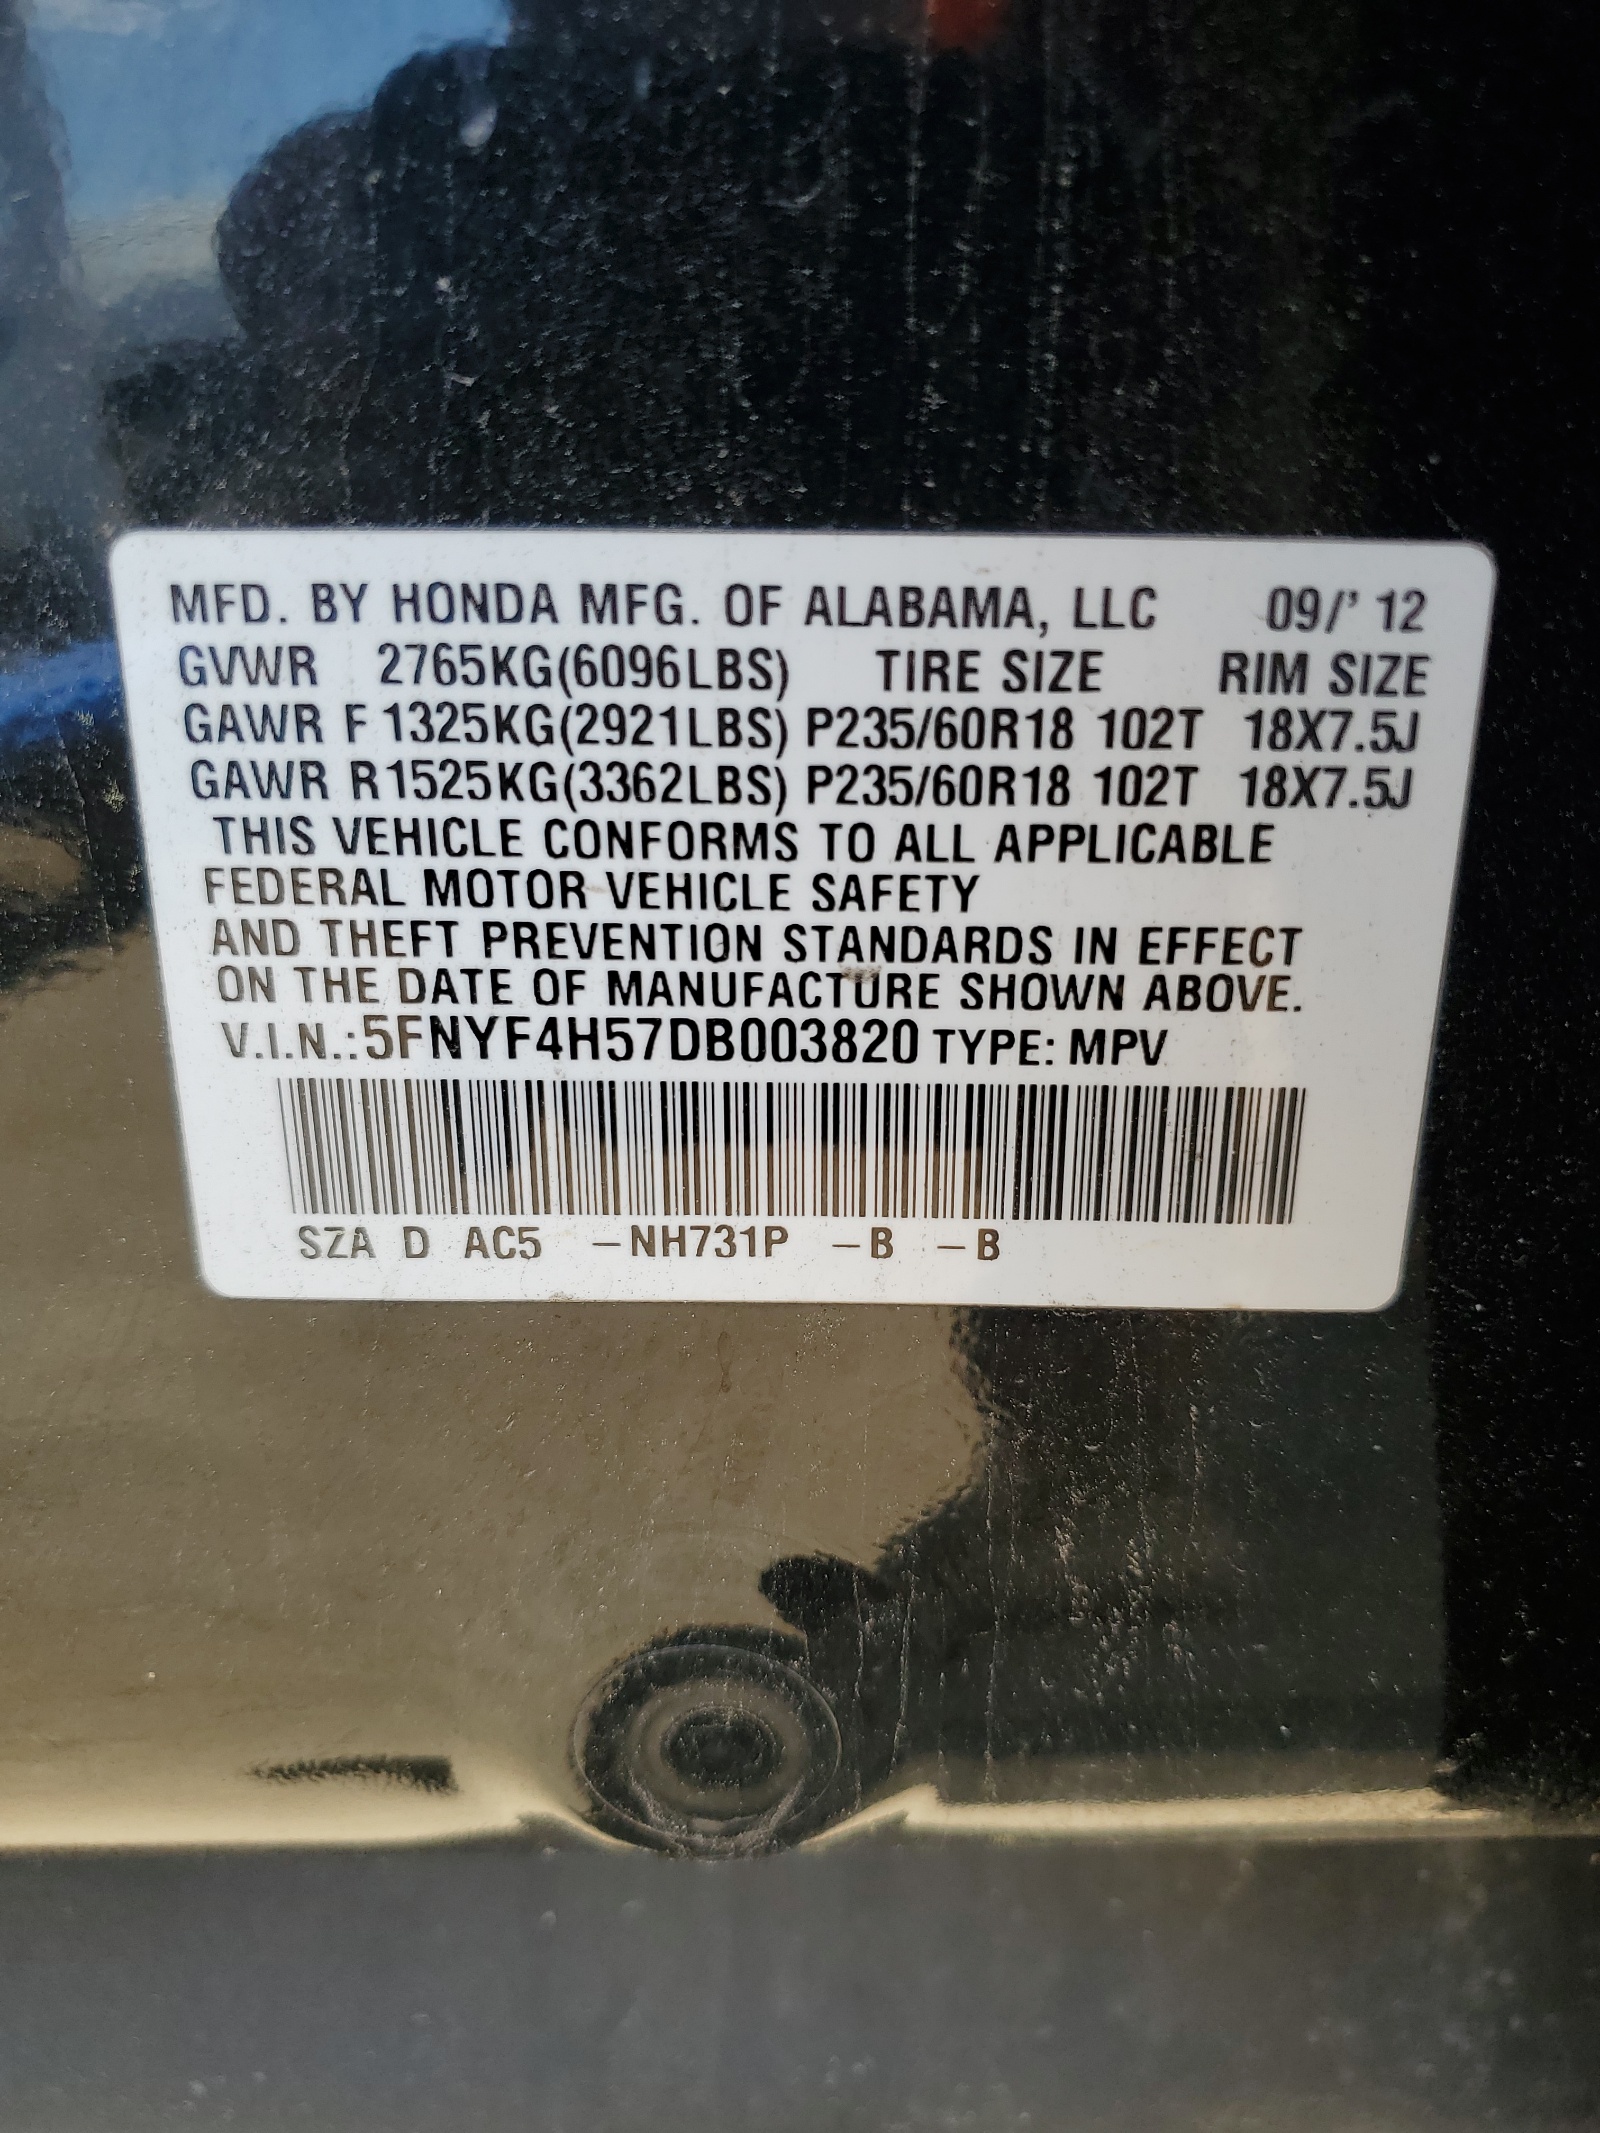 MFD. BY HONDA MFG. OF ALABAMA, LLC 09/' 12
GVWR 2765KG(6096LBS) TIRE SIZE RIM SIZE
GAWR F 1325KG(2921LBS) P235/60R18 102T 18X7.5J
GAWR R 1525KG(3362LBS) P235/60R18 102T 18X7.5J
THIS VEHICLE CONFORMS TO ALL APPLICABLE
FEDERAL MOTOR VEHICLE SAFETY
AND THEFT PREVENTION STANDARDS IN EFFECT
ON THE DATE OF MANUFACTURE SHOWN ABOVE.
V.I.N.:5FNYF4H57DB003820 TYPE: MPV
SZA D AC5 -NH731P -B -B